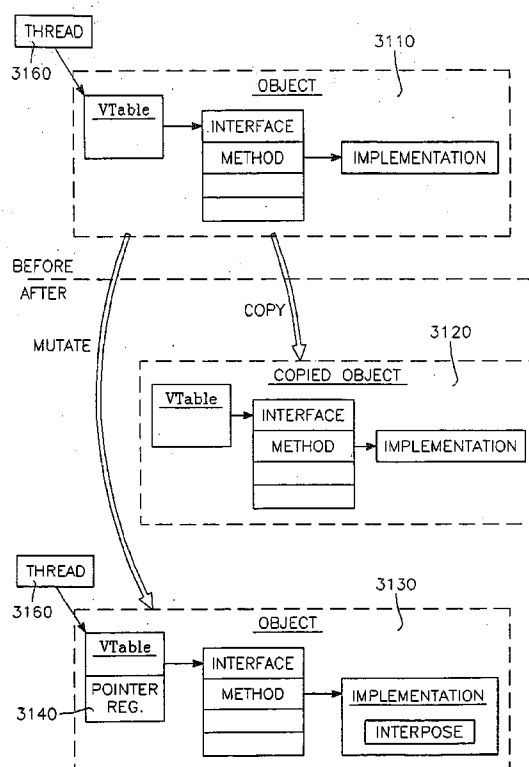 THREAD
3160
3110
OBJECT
VTable
INTERFACE
METHOD
IMPLEMENTATION
BEFORE
AFTER
COPY
MUTATE
3120
COPIED OBJECT
VTable
INTERFACE
METHOD
IMPLEMENTATION
THREAD
3160
3130
OBJECT
VTable
POINTER
REG.
3140
INTERFACE
METHOD
IMPLEMENTATION
INTERPOSE